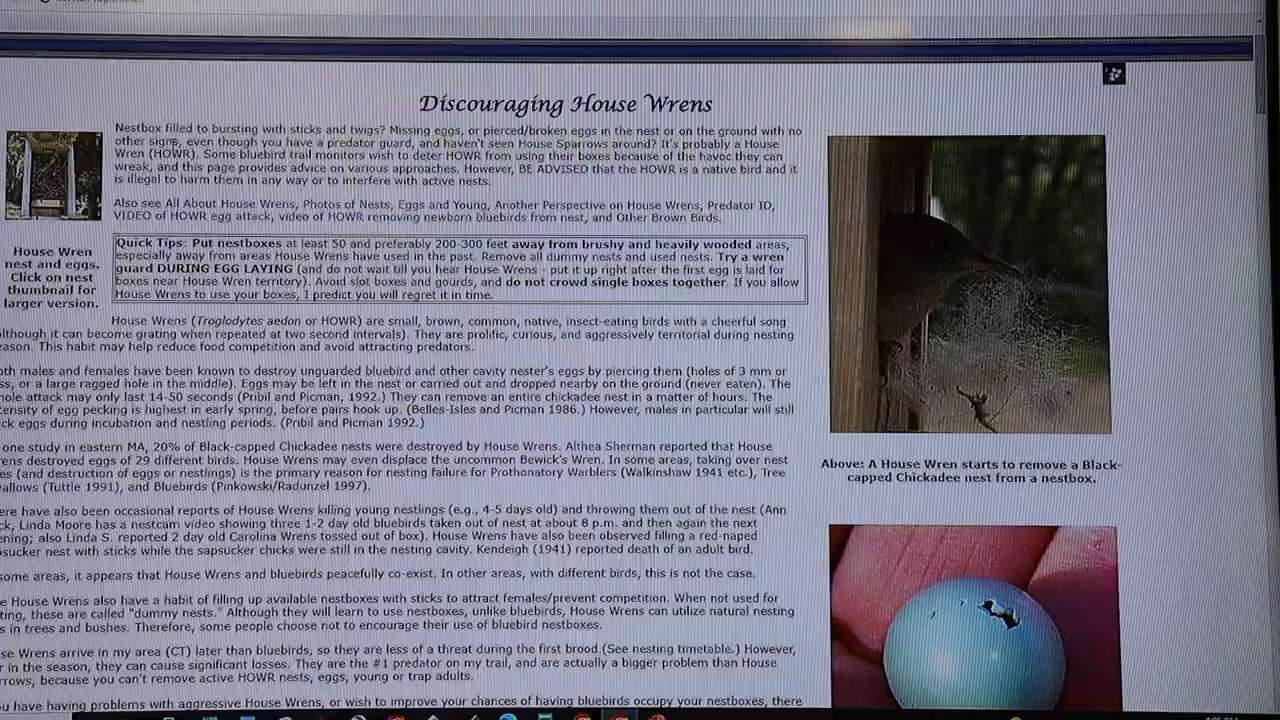 Discouraging House Wrens
Nestbox filled to bursting with sticks and twigs? Missing eggs, or pierced/broken eggs in the nest or on the ground with no
other signs, even though you have a predator guard, and haven't seen House Sparrows around? It's probably a House
Wren (HOWR). Some bluebird trail monitors wish to deter HOWR from using their boxes because of the havoc they can
wreak, and this page provides advice on various approaches. However, BE ADVISED that the HOWR is a native bird and it
is illegal to harm them in any way or to interfere with active nests.
Also see All About House Wrens, Photos of Nests, Eggs and Young, Another Perspective on House Wrens, Predator ID,
VIDEO of HOWR egg attack, video of HOWR removing newborn bluebirds from nest, and Other Brown Birds.
House Wren
nest and eggs.
Click on nest
thumbnail for
larger version.
Quick Tips: Put nestboxes at least 50 and preferably 200-300 feet away from brushy and heavily wooded areas,
especially away from areas House Wrens have used in the past. Remove all dummy nests and used nests. Try a wren
guard DURING EGG LAYING (and do not wait till you hear House Wrens - put it up right after the first egg is laid for
boxes near House Wren territory). Avoid slot boxes and gourds, and do not crowd single boxes together. If you allow
House Wrens to use your boxes, I predict you will regret it in time.
House Wrens (Troglodytes aedon or HOWR) are small, brown, common, native, insect-eating birds with a cheerful song
lthough it can become grating when repeated at two second intervals). They are prolific, curious, and aggressively territorial during nesting
eason. This habit may help reduce food competition and avoid attracting predators.
oth males and females have been known to destroy unguarded bluebird and other cavity nester's eggs by piercing them (holes of 3 mm or
ss, or a large ragged hole in the middle). Eggs may be left in the nest or carried out and dropped nearby on the ground (never eaten). The
hole attack may only last 14-50 seconds (Pribil and Picman, 1992.) They can remove an entire chickadee nest in a matter of hours. The
tensity of egg pecking is highest in early spring, before pairs hook up. (Belles-Isles and Picman 1986.) However, males in particular will still
ck eggs during incubation and nestling periods. (Pribil and Picman 1992.)
one study in eastern MA, 20% of Black-capped Chickadee nests were destroyed by House Wrens. Althea Sherman reported that House
ens destroyed eggs of 29 different birds. House Wrens may even displace the uncommon Bewick's Wren. In some areas, taking over nest
es (and destruction of eggs or nestlings) is the primary reason for nesting failure for Prothonatary Warblers (Walkinshaw 1941 etc.), Tree
allows (Tuttle 1991), and Bluebirds (Pinkowski/Radunzel 1997).
ere have also been occasional reports of House Wrens killing young nestlings (e.g., 4-5 days old) and throwing them out of the nest (Ann
ck, Linda Moore has a nestcam video showing three 1-2 day old bluebirds taken out of nest at about 8 p.m. and then again the next
ening; also Linda S. reported 2 day old Carolina Wrens tossed out of box). House Wrens have also been observed filling a red-naped
sucker nest with sticks while the sapsucker chicks were still in the nesting cavity. Kendeigh (1941) reported death of an adult bird.
some areas, it appears that House Wrens and bluebirds peacefully co-exist. In other areas, with different birds, this is not the case.
e House Wrens also have a habit of filling up available nestboxes with sticks to attract females/prevent competition. When not used for
ting, these are called "dummy nests." Although they will learn to use nestboxes, unlike bluebirds, House Wrens can utilize natural nesting
s in trees and bushes. Therefore, some people choose not to encourage their use of bluebird nestboxes.
se Wrens arrive in my area (CT) later than bluebirds, so they are less of a threat during the first brood.(See nesting timetable.) However,
r in the season, they can cause significant losses. They are the #1 predator on my trail, and are actually a bigger problem than House
rrows, because you can't remove active HOWR nests, eggs, young or trap adults.
u have having problems with aggressive House Wrens, or wish to improve your chances of having bluebirds occupy your nestboxes, there
Above: A House Wren starts to remove a Black-
capped Chickadee nest from a nestbox.